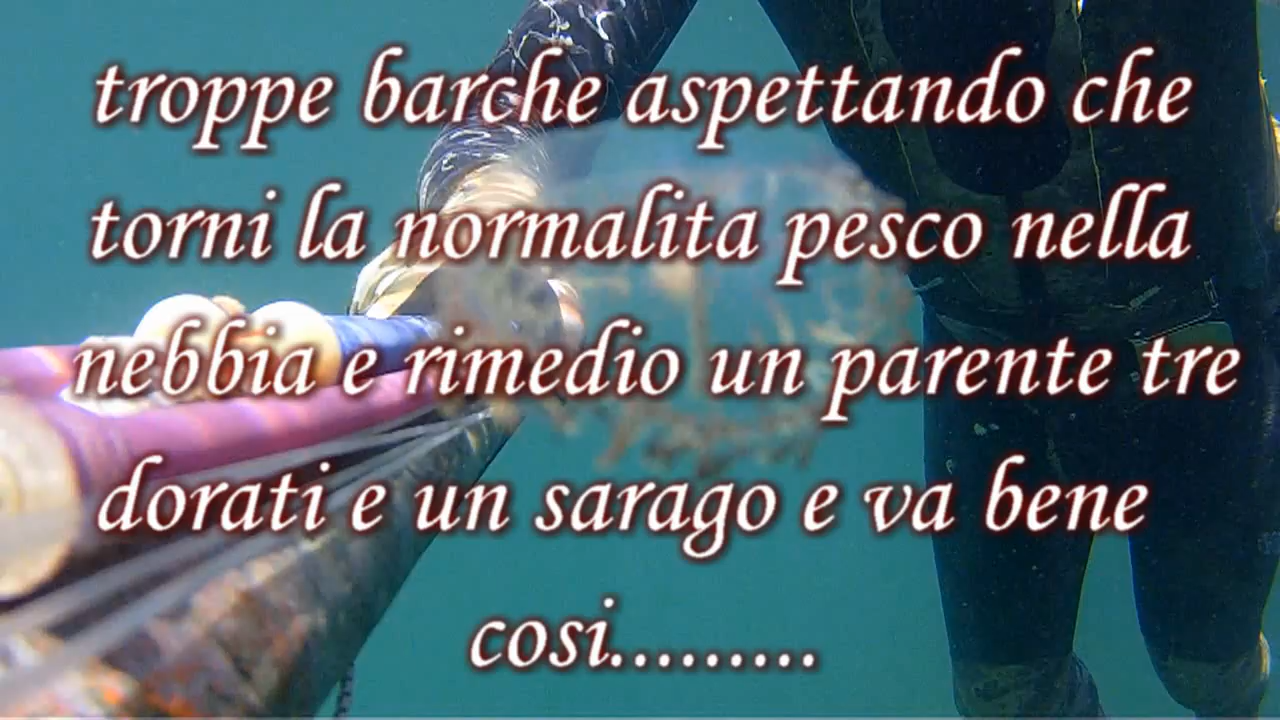 troppe barche aspettando che
torni la normalita pesco nella
nebbia e rimedio un parente tre
dorati e un sarago e va bene
cosi.........